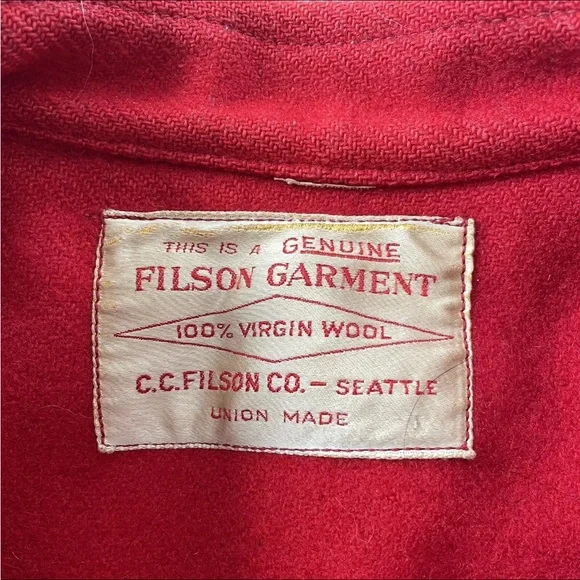 THIS IS A GENUINE
FILSON GARMENT
100% VIRGIN WOOL
C.C.FILSON CO.— SEATTLE
UNION MADE